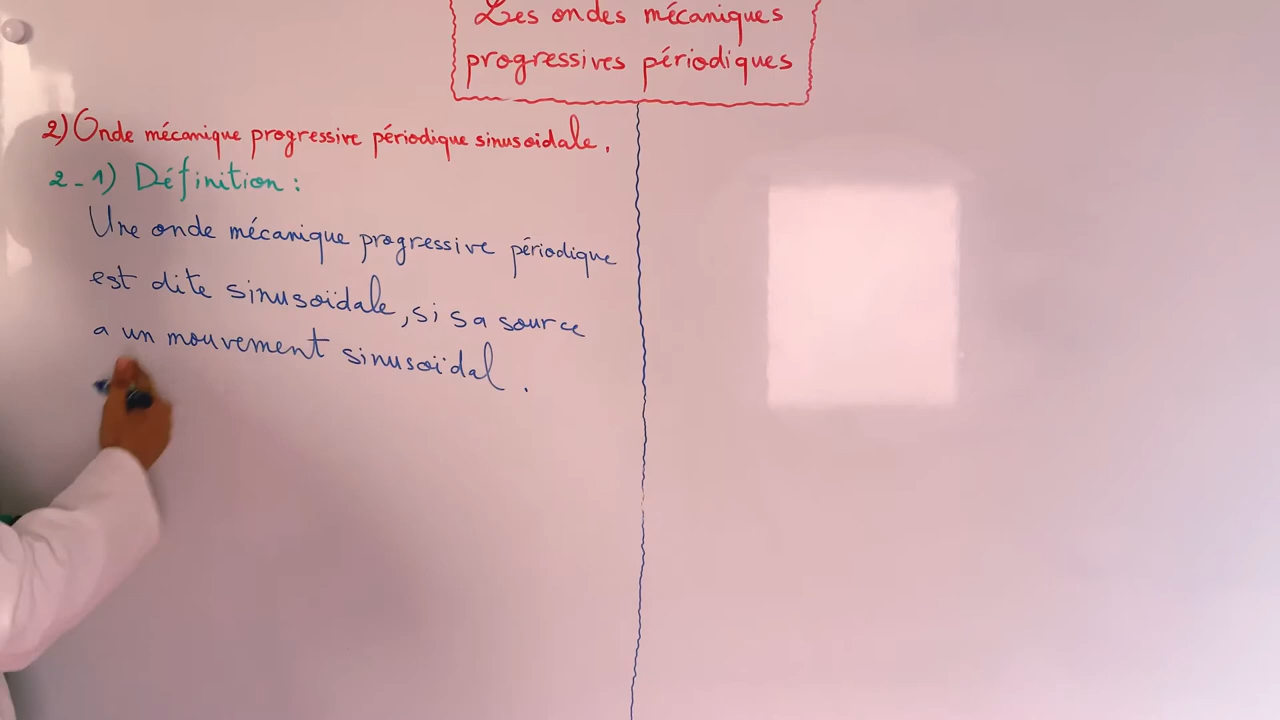 Les ondes mécaniques
progressives périodiques
2) Onde mécanique progressive périodique sinusoidale.
2-1) Définition :
Une onde mécanique progressive périodique
est dite sinusoïdale, si sa source
a un mouvement sinusoïdal.